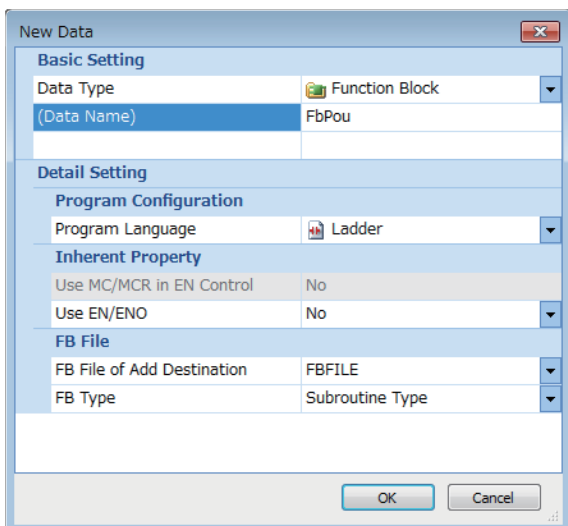 New Data
Basic Setting
Data Type Function Block
(Data Name) FbPou
Detail Setting
Program Configuration
Program Language Ladder
Inherent Property
Use MC/MCR in EN Control No
Use EN/ENO No
FB File
FB File of Add Destination FBFILE
FB Type Subroutine Type
OK Cancel